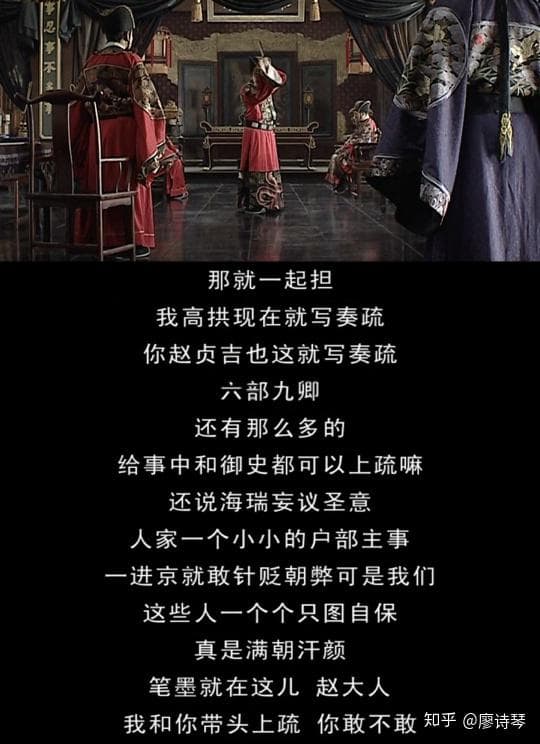 事忍事不
那就一起担
我高拱现在就写奏疏
你赵贞吉也这就写奏疏
六部九卿
还有那么多的
给事中和御史都可以上疏嘛
还说海瑞妄议圣意
人家一个小小的户部主事
一进京就敢针贬朝弊可是我们
这些人一个个只图自保
真是满朝汗颜
笔墨就在这儿 赵大人
我和你带头上疏 你敢不敢
知乎 @廖诗琴